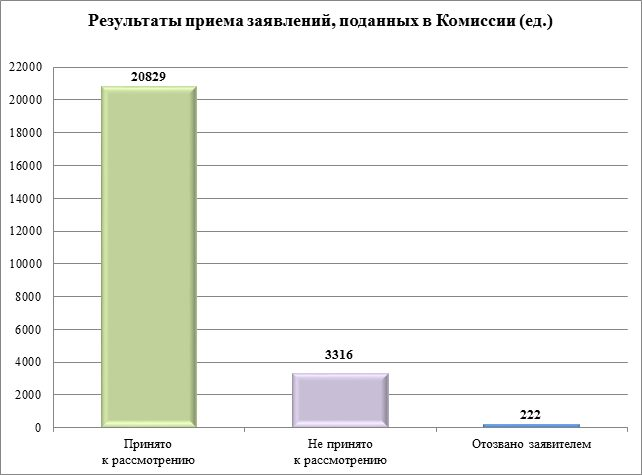 Результаты приема заявлений, поданных в Комиссии (ед.)
22000
20000
18000
16000
14000
12000
10000
8000
6000
4000
2000
0
20829
3316
222
Принято
к рассмотрению
Не принято
к рассмотрению
Отозвано заявителем